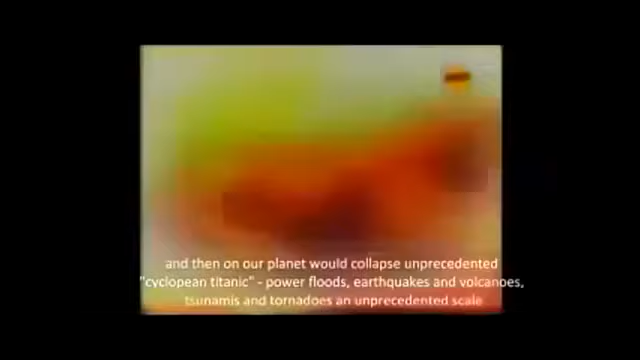 and then on our planet would collapse unprecedented
"cyclopean titanic" - power floods, earthquakes and volcanoes,
tsunamis and tornadoes an unprecedented scale